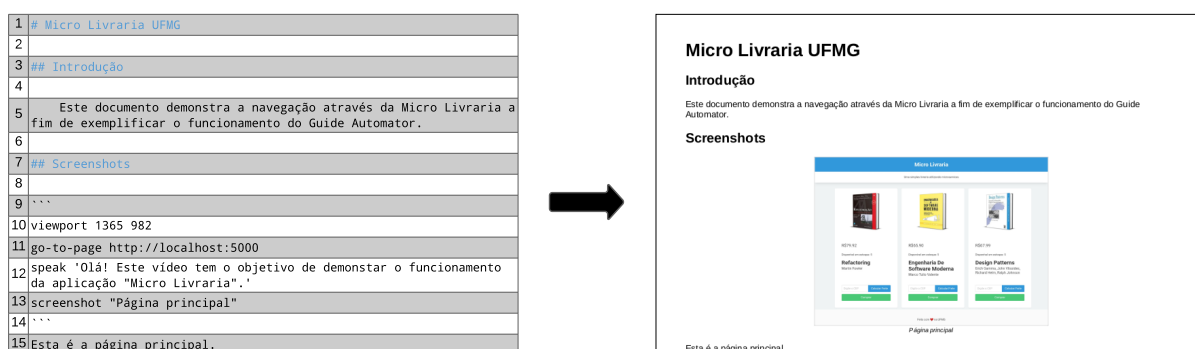 1 # Micro Livraria UFMG
2
3 ## Introdução
4
5 Este documento demonstra a navegação através da Micro Livraria a
fim de exemplificar o funcionamento do Guide Automator.
6
7 ## Screenshots
8
9 ```
10 viewport 1365 982
11 go-to-page http://localhost:5000
12 speak 'Olá! Este vídeo tem o objetivo de demonstar o funcionamento
da aplicação "Micro Livraria".'
13 screenshot "Página principal"
14 ```
15 Esta é a página principal.
Micro Livraria UFMG
Introdução
Este documento demonstra a navegação através da Micro Livraria a fim de exemplificar o funcionamento do Guide
Automator.
Screenshots
Micro Livraria
Refactoring
Engenharia De
Software Moderna
Design Patterns
Página principal
Esta é a página principal